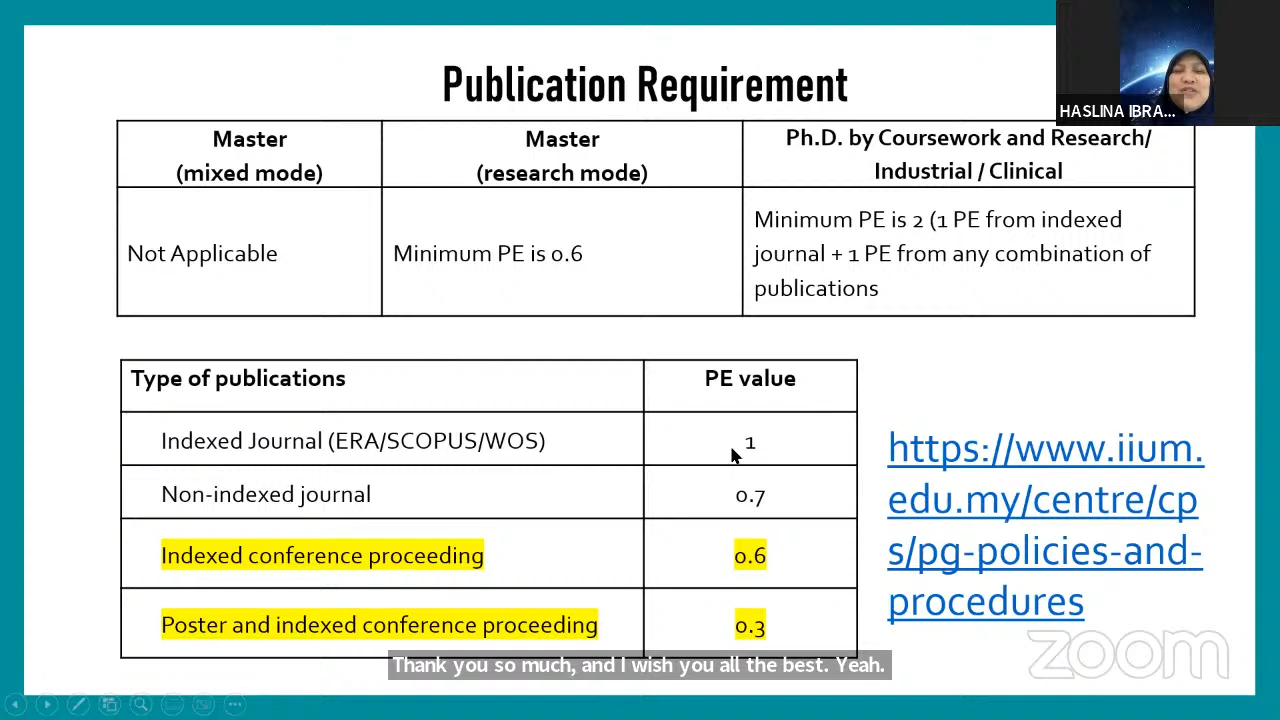 Publication Requirement
HASLINA IBRA...
Master
(mixed mode)
Master
(research mode)
Ph.D. by Coursework and Research/
Industrial / Clinical
Not Applicable
Minimum PE is 0.6
Minimum PE is 2 (1 PE from indexed
journal + 1 PE from any combination of
publications
Type of publications
PE value
Indexed Journal (ERA/SCOPUS/WOS)
1
Non-indexed journal
0.7
Indexed conference proceeding
0.6
Poster and indexed conference proceeding
0.3
https://www.iium.
edu.my/centre/cp
s/pg-policies-and-
procedures
zoom
Thank you so much, and I wish you all the best. Yeah.